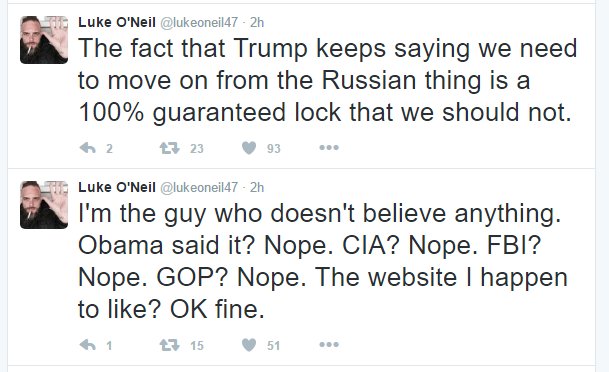 Luke O'Neil @lukeoneil47 · 2h
The fact that Trump keeps saying we need
to move on from the Russian thing is a
100% guaranteed lock that we should not.
2 23 93
Luke O'Neil @lukeoneil47 · 2h
I'm the guy who doesn't believe anything.
Obama said it? Nope. CIA? Nope. FBI?
Nope. GOP? Nope. The website I happen
to like? OK fine.
1 15 51